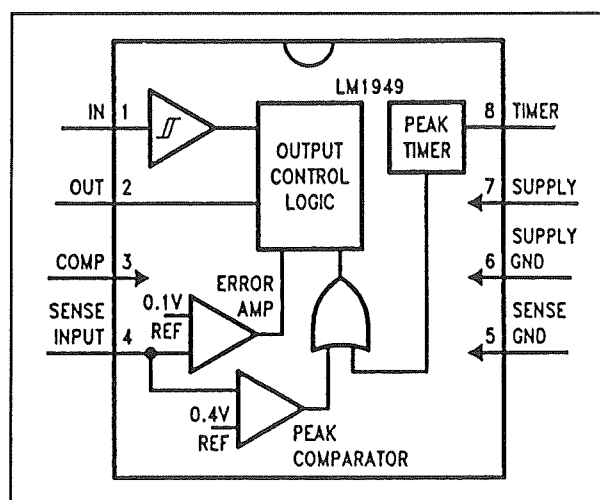 LM1949
IN 1
OUT 2
COMP 3
SENSE
INPUT 4
OUTPUT
CONTROL
LOGIC
PEAK
TIMER
8 TIMER
7 SUPPLY
SUPPLY
6 GND
SENSE
5 GND
ERROR
AMP
0.1V
REF
0.4V
REF
PEAK
COMPARATOR